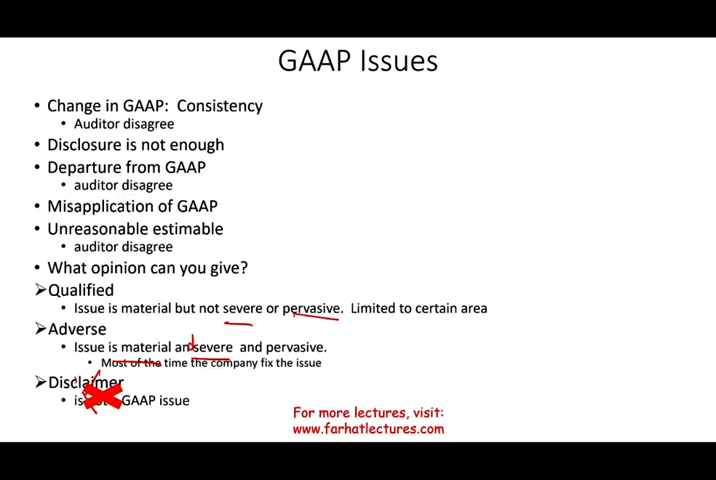 GAAP Issues
• Change in GAAP: Consistency
• Auditor disagree
• Disclosure is not enough
• Departure from GAAP
• auditor disagree
• Misapplication of GAAP
• Unreasonable estimable
• auditor disagree
• What opinion can you give?
➢Qualified
• Issue is material but not severe or pervasive. Limited to certain area
➢Adverse
• Issue is material and severe and pervasive.
• Most of the time the company fix the issue
➢Disclaimer
• is GAAP issue
For more lectures, visit:
www.farhatlectures.com